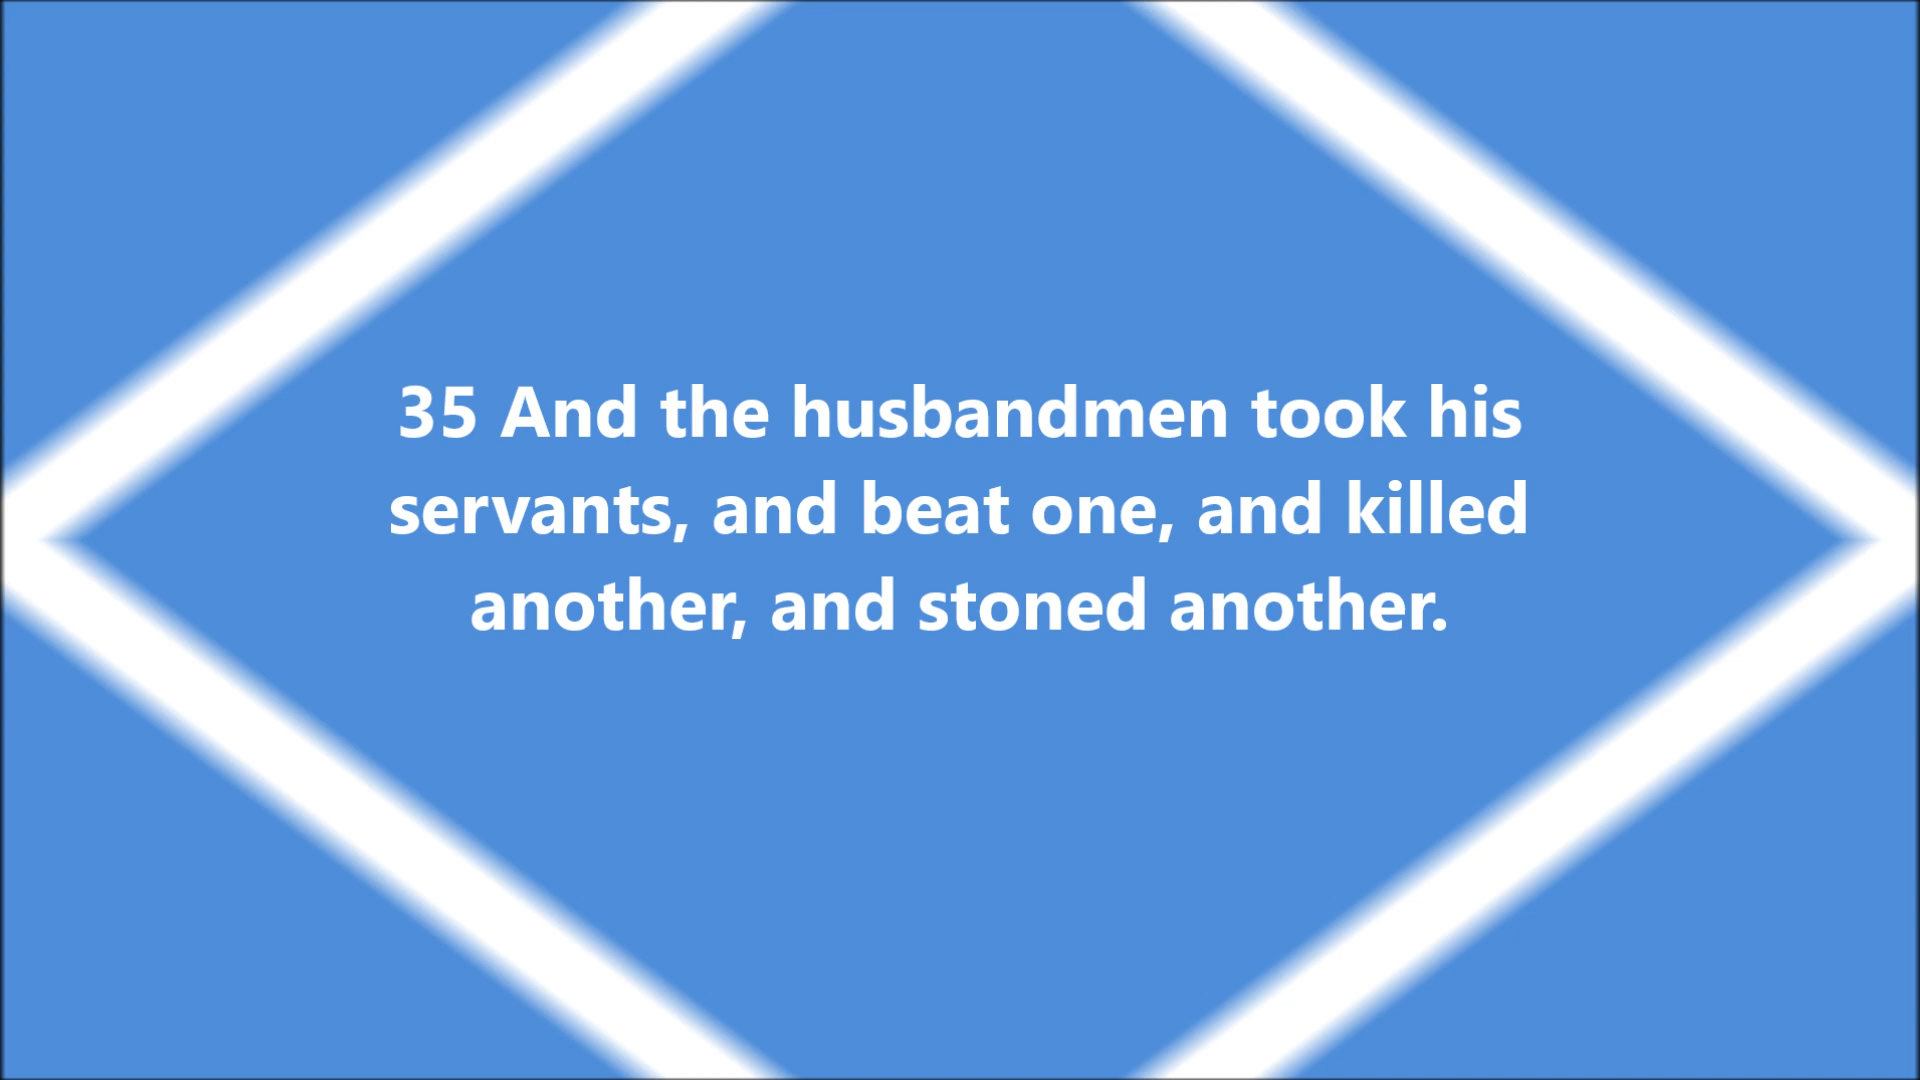 35 And the husbandmen took his
servants, and beat one, and killed
another, and stoned another.